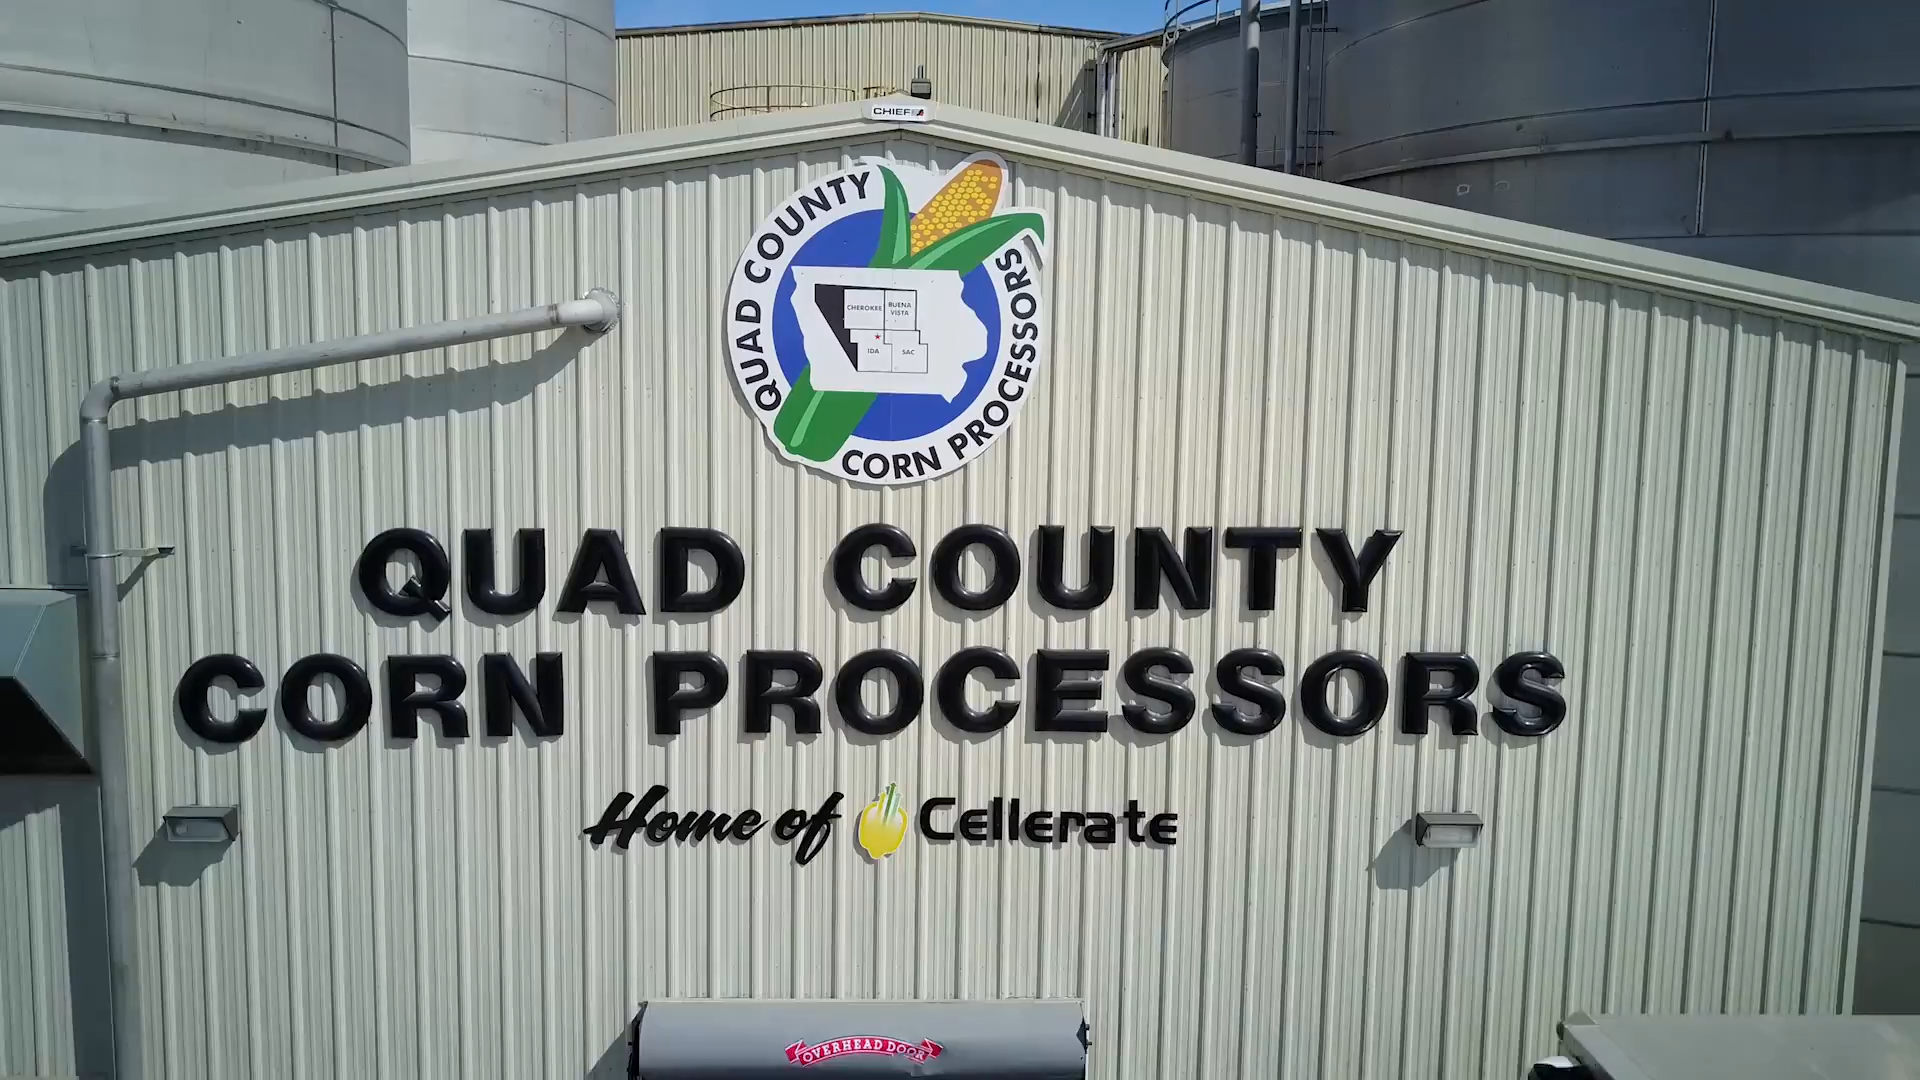 CHIEF
QUAD COUNTY
CORN PROCESSORS
CHEROKEE
BUENA
VISTA
IDA
SAC
QUAD COUNTY
CORN PROCESSORS
Home of Cellerate
OVERHEAD DOOR